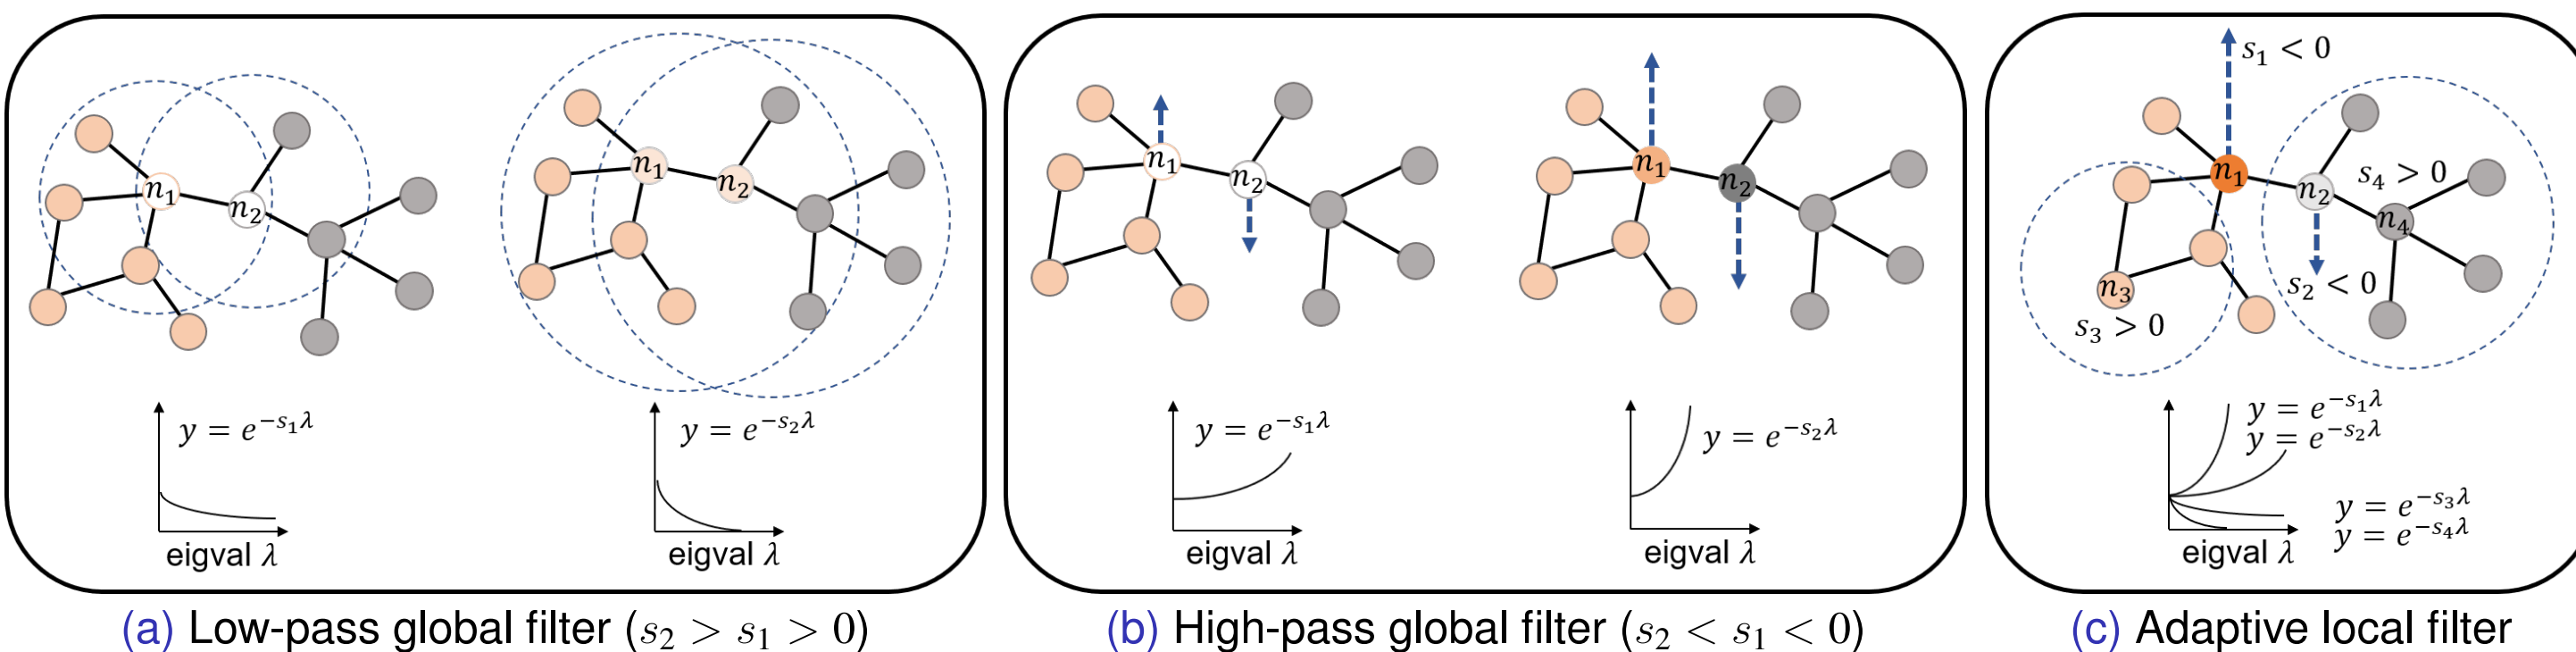 n₁ n₂
y = e^{-s₁λ}
eigval λ
n₁ n₂
y = e^{-s₂λ}
eigval λ
(a) Low-pass global filter (s₂ > s₁ > 0)
n₁ n₂
y = e^{-s₁λ}
eigval λ
n₁ n₂
y = e^{-s₂λ}
eigval λ
(b) High-pass global filter (s₂ < s₁ < 0)
s₁ < 0
n₁ n₂ s₄ > 0
n₄
n₃ s₂ < 0
s₃ > 0
y = e^{-s₁λ}
y = e^{-s₂λ}
y = e^{-s₃λ}
y = e^{-s₄λ}
eigval λ
(c) Adaptive local filter